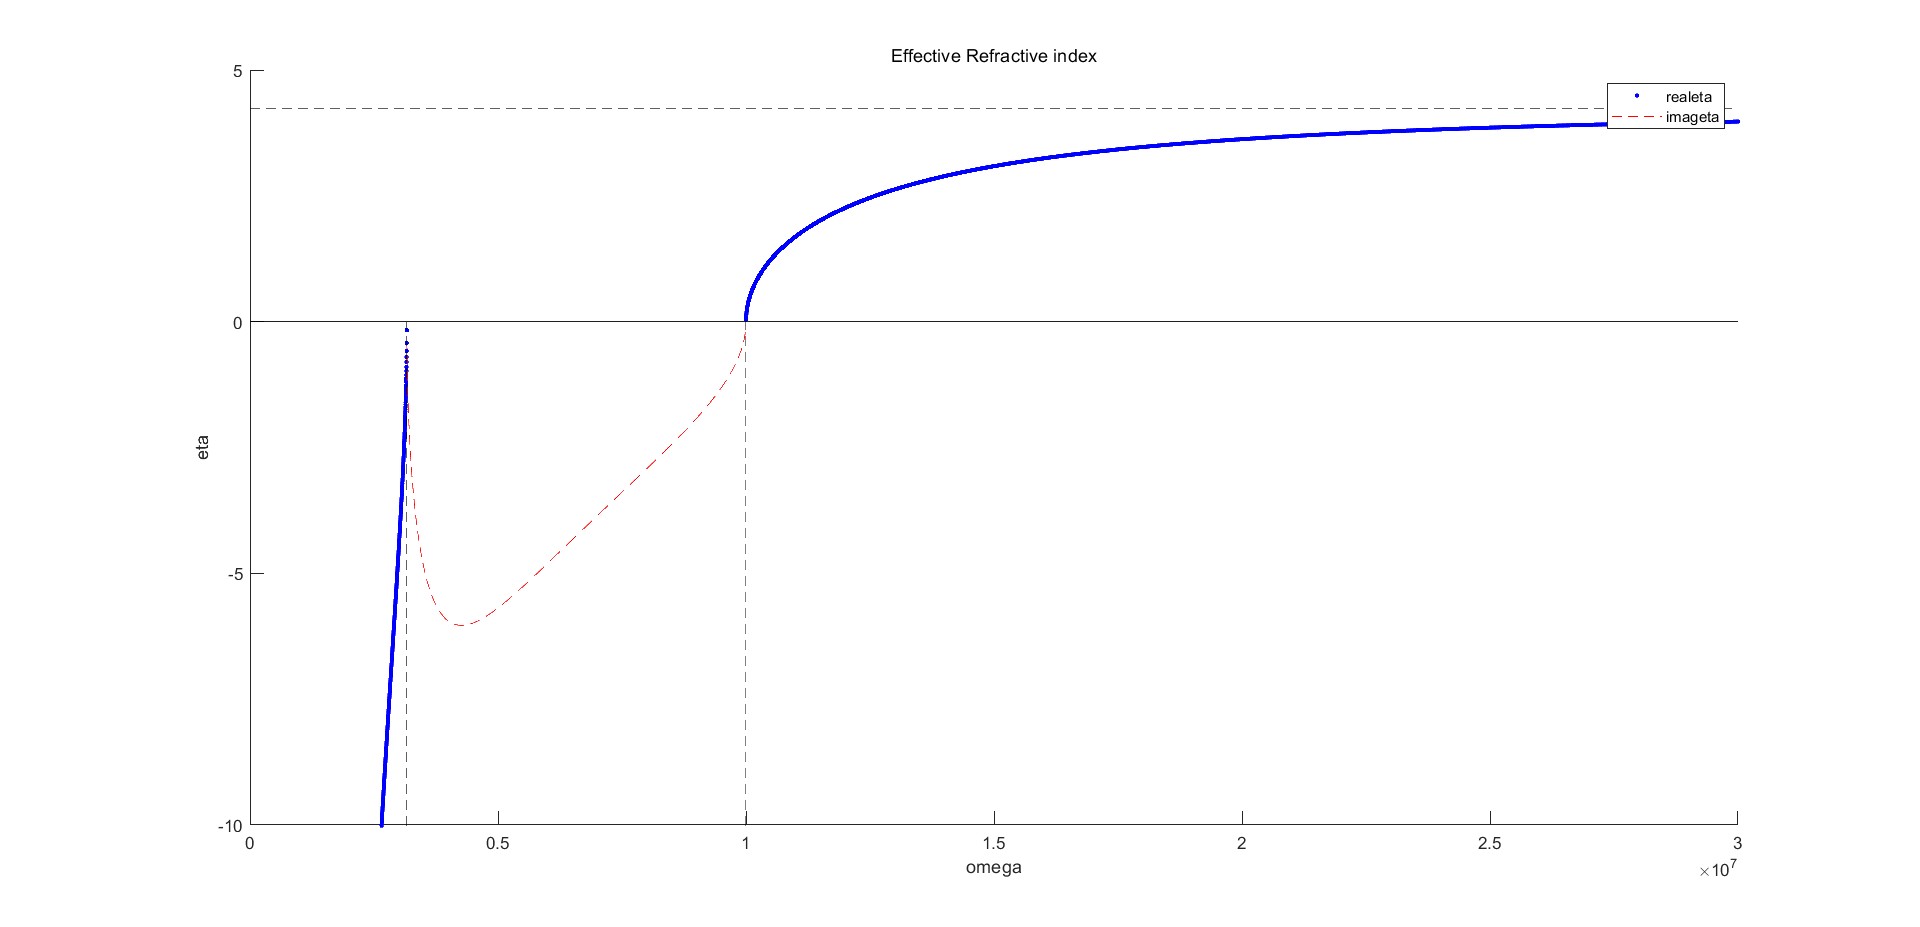 Effective Refractive index
5
realeta
imageta
0
eta
-5
-10
0 0.5 1 1.5 2 2.5 3
omega
×10^7